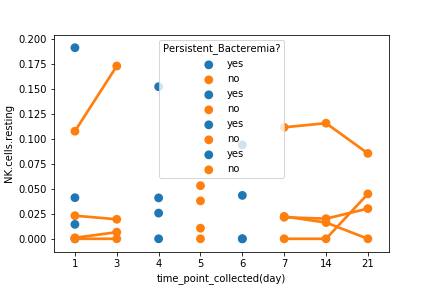 0.200
0.175
0.150
0.125
0.100
0.075
0.050
0.025
0.000
NK.cells.resting
Persistent_Bacteremia?
yes
no
yes
no
yes
no
yes
no
1 3 4 5 6 7 14 21
time_point_collected(day)